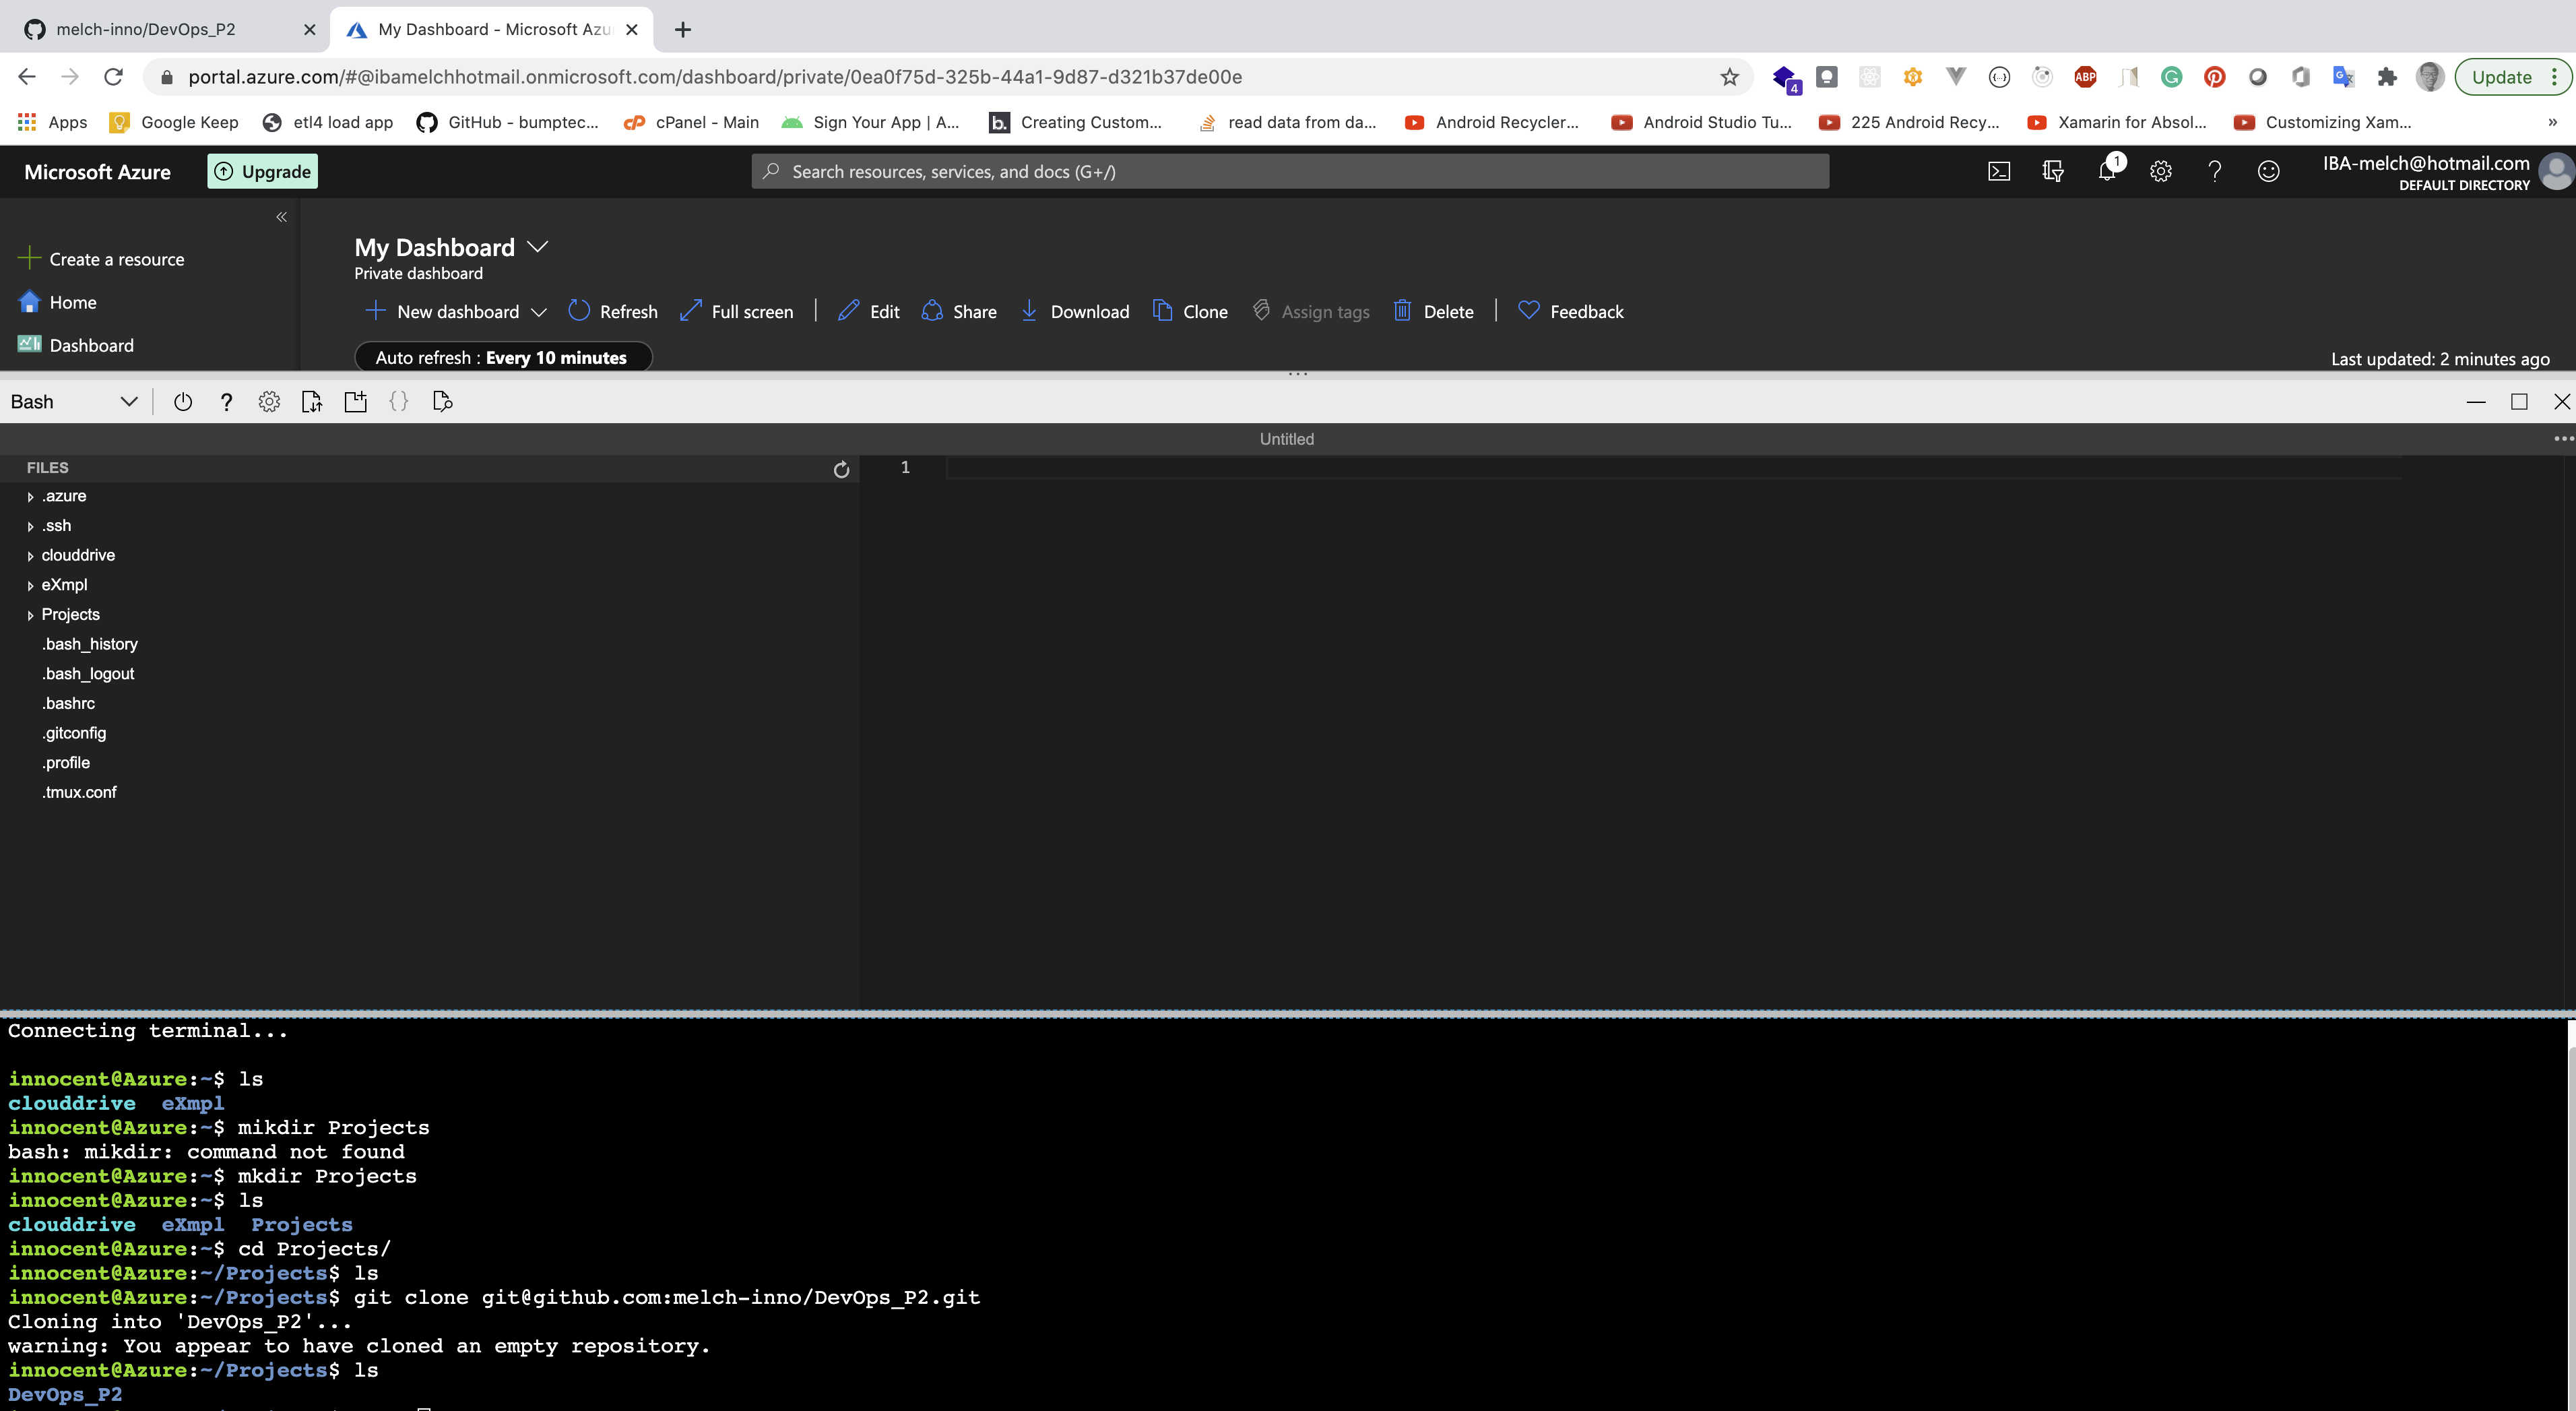 melch-inno/DevOps_P2
My Dashboard - Microsoft Azu
portal.azure.com/#@ibamelchhotmail.onmicrosoft.com/dashboard/private/0ea0f75d-325b-44a1-9d87-d321b37de00e
4
ABP
Update
Apps
Google Keep
etl4 load app
GitHub - bumptec...
cPanel - Main
Sign Your App | A...
b.
Creating Custom...
read data from da...
Android Recycler...
Android Studio Tu...
225 Android Recy...
Xamarin for Absol...
Customizing Xam...
»
Microsoft Azure
Upgrade
Search resources, services, and docs (G+/)
1
IBA-melch@hotmail.com
DEFAULT DIRECTORY
«
Create a resource
Home
Dashboard
My Dashboard
Private dashboard
New dashboard
Refresh
Full screen
Edit
Share
Download
Clone
Assign tags
Delete
Feedback
Auto refresh : Every 10 minutes
Last updated: 2 minutes ago
Bash
?
{}
Untitled
FILES
1
.azure
.ssh
clouddrive
eXmpl
Projects
.bash_history
.bash_logout
.bashrc
.gitconfig
.profile
.tmux.conf
Connecting terminal...
innocent@Azure:~$ ls
clouddrive  eXmpl
innocent@Azure:~$ mikdir Projects
bash: mikdir: command not found
innocent@Azure:~$ mkdir Projects
innocent@Azure:~$ ls
clouddrive  eXmpl  Projects
innocent@Azure:~$ cd Projects/
innocent@Azure:~/Projects$ ls
innocent@Azure:~/Projects$ git clone git@github.com:melch-inno/DevOps_P2.git
Cloning into 'DevOps_P2'...
warning: You appear to have cloned an empty repository.
innocent@Azure:~/Projects$ ls
DevOps_P2